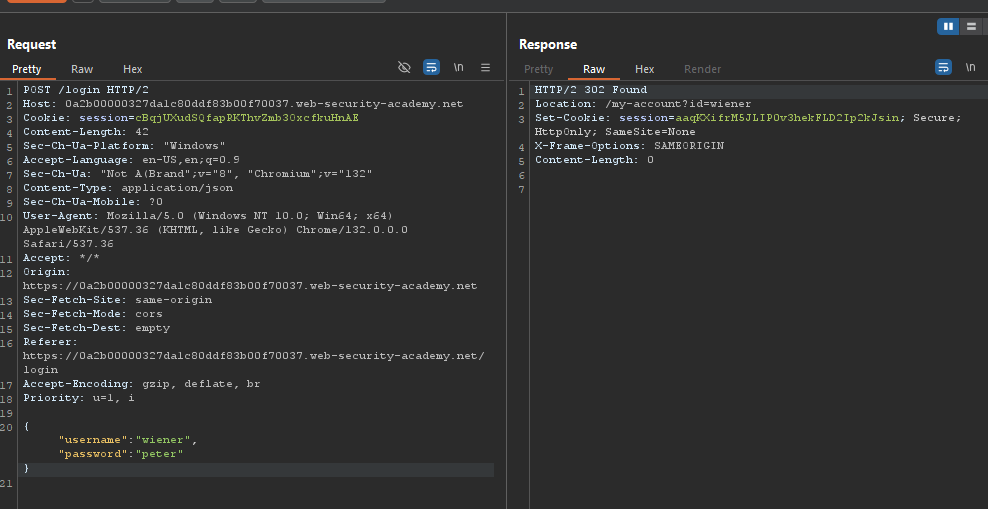 Request
Pretty Raw Hex \n
1 POST /login HTTP/2
2 Host: 0a2b00000327da1c80ddf83b00f70037.web-security-academy.net
3 Cookie: session=cBqjUXudSQfapRKThvZmb30xcfkuHnAE
4 Content-Length: 42
5 Sec-Ch-Ua-Platform: "Windows"
6 Accept-Language: en-US,en;q=0.9
7 Sec-Ch-Ua: "Not A(Brand";v="8", "Chromium";v="132"
8 Content-Type: application/json
9 Sec-Ch-Ua-Mobile: ?0
10 User-Agent: Mozilla/5.0 (Windows NT 10.0; Win64; x64)
AppleWebKit/537.36 (KHTML, like Gecko) Chrome/132.0.0.0
Safari/537.36
11 Accept: */*
12 Origin:
https://0a2b00000327da1c80ddf83b00f70037.web-security-academy.net
13 Sec-Fetch-Site: same-origin
14 Sec-Fetch-Mode: cors
15 Sec-Fetch-Dest: empty
16 Referer:
https://0a2b00000327da1c80ddf83b00f70037.web-security-academy.net/
login
17 Accept-Encoding: gzip, deflate, br
18 Priority: u=1, i
19
20 {
"username":"wiener",
"password":"peter"
}
21
Response
Pretty Raw Hex Render \n
1 HTTP/2 302 Found
2 Location: /my-account?id=wiener
3 Set-Cookie: session=aaqKXifrM5JLIP0v3hekFLD2Ip2kJsin; Secure;
HttpOnly; SameSite=None
4 X-Frame-Options: SAMEORIGIN
5 Content-Length: 0
6
7